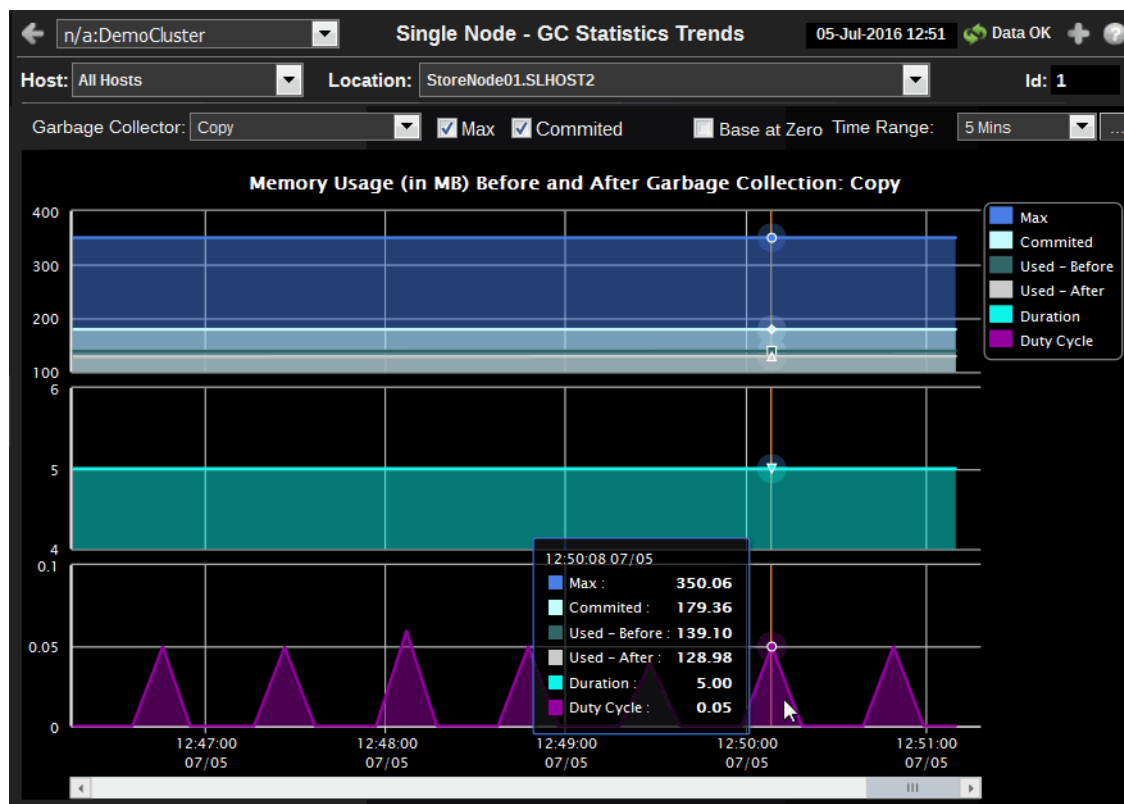 n/a:DemoCluster Single Node - GC Statistics Trends 05-Jul-2016 12:51 Data OK
Host: All Hosts Location: StoreNode01.SLHOST2 Id: 1
Garbage Collector: Copy Max Commited Base at Zero Time Range: 5 Mins ...
Memory Usage (in MB) Before and After Garbage Collection: Copy
400
300
200
100
Max
Commited
Used - Before
Used - After
Duration
Duty Cycle
6
5
4
0.1
0.05
0
12:50:08 07/05
Max : 350.06
Commited : 179.36
Used - Before : 139.10
Used - After : 128.98
Duration : 5.00
Duty Cycle : 0.05
12:47:00 12:48:00 12:49:00 12:50:00 12:51:00
07/05 07/05 07/05 07/05 07/05